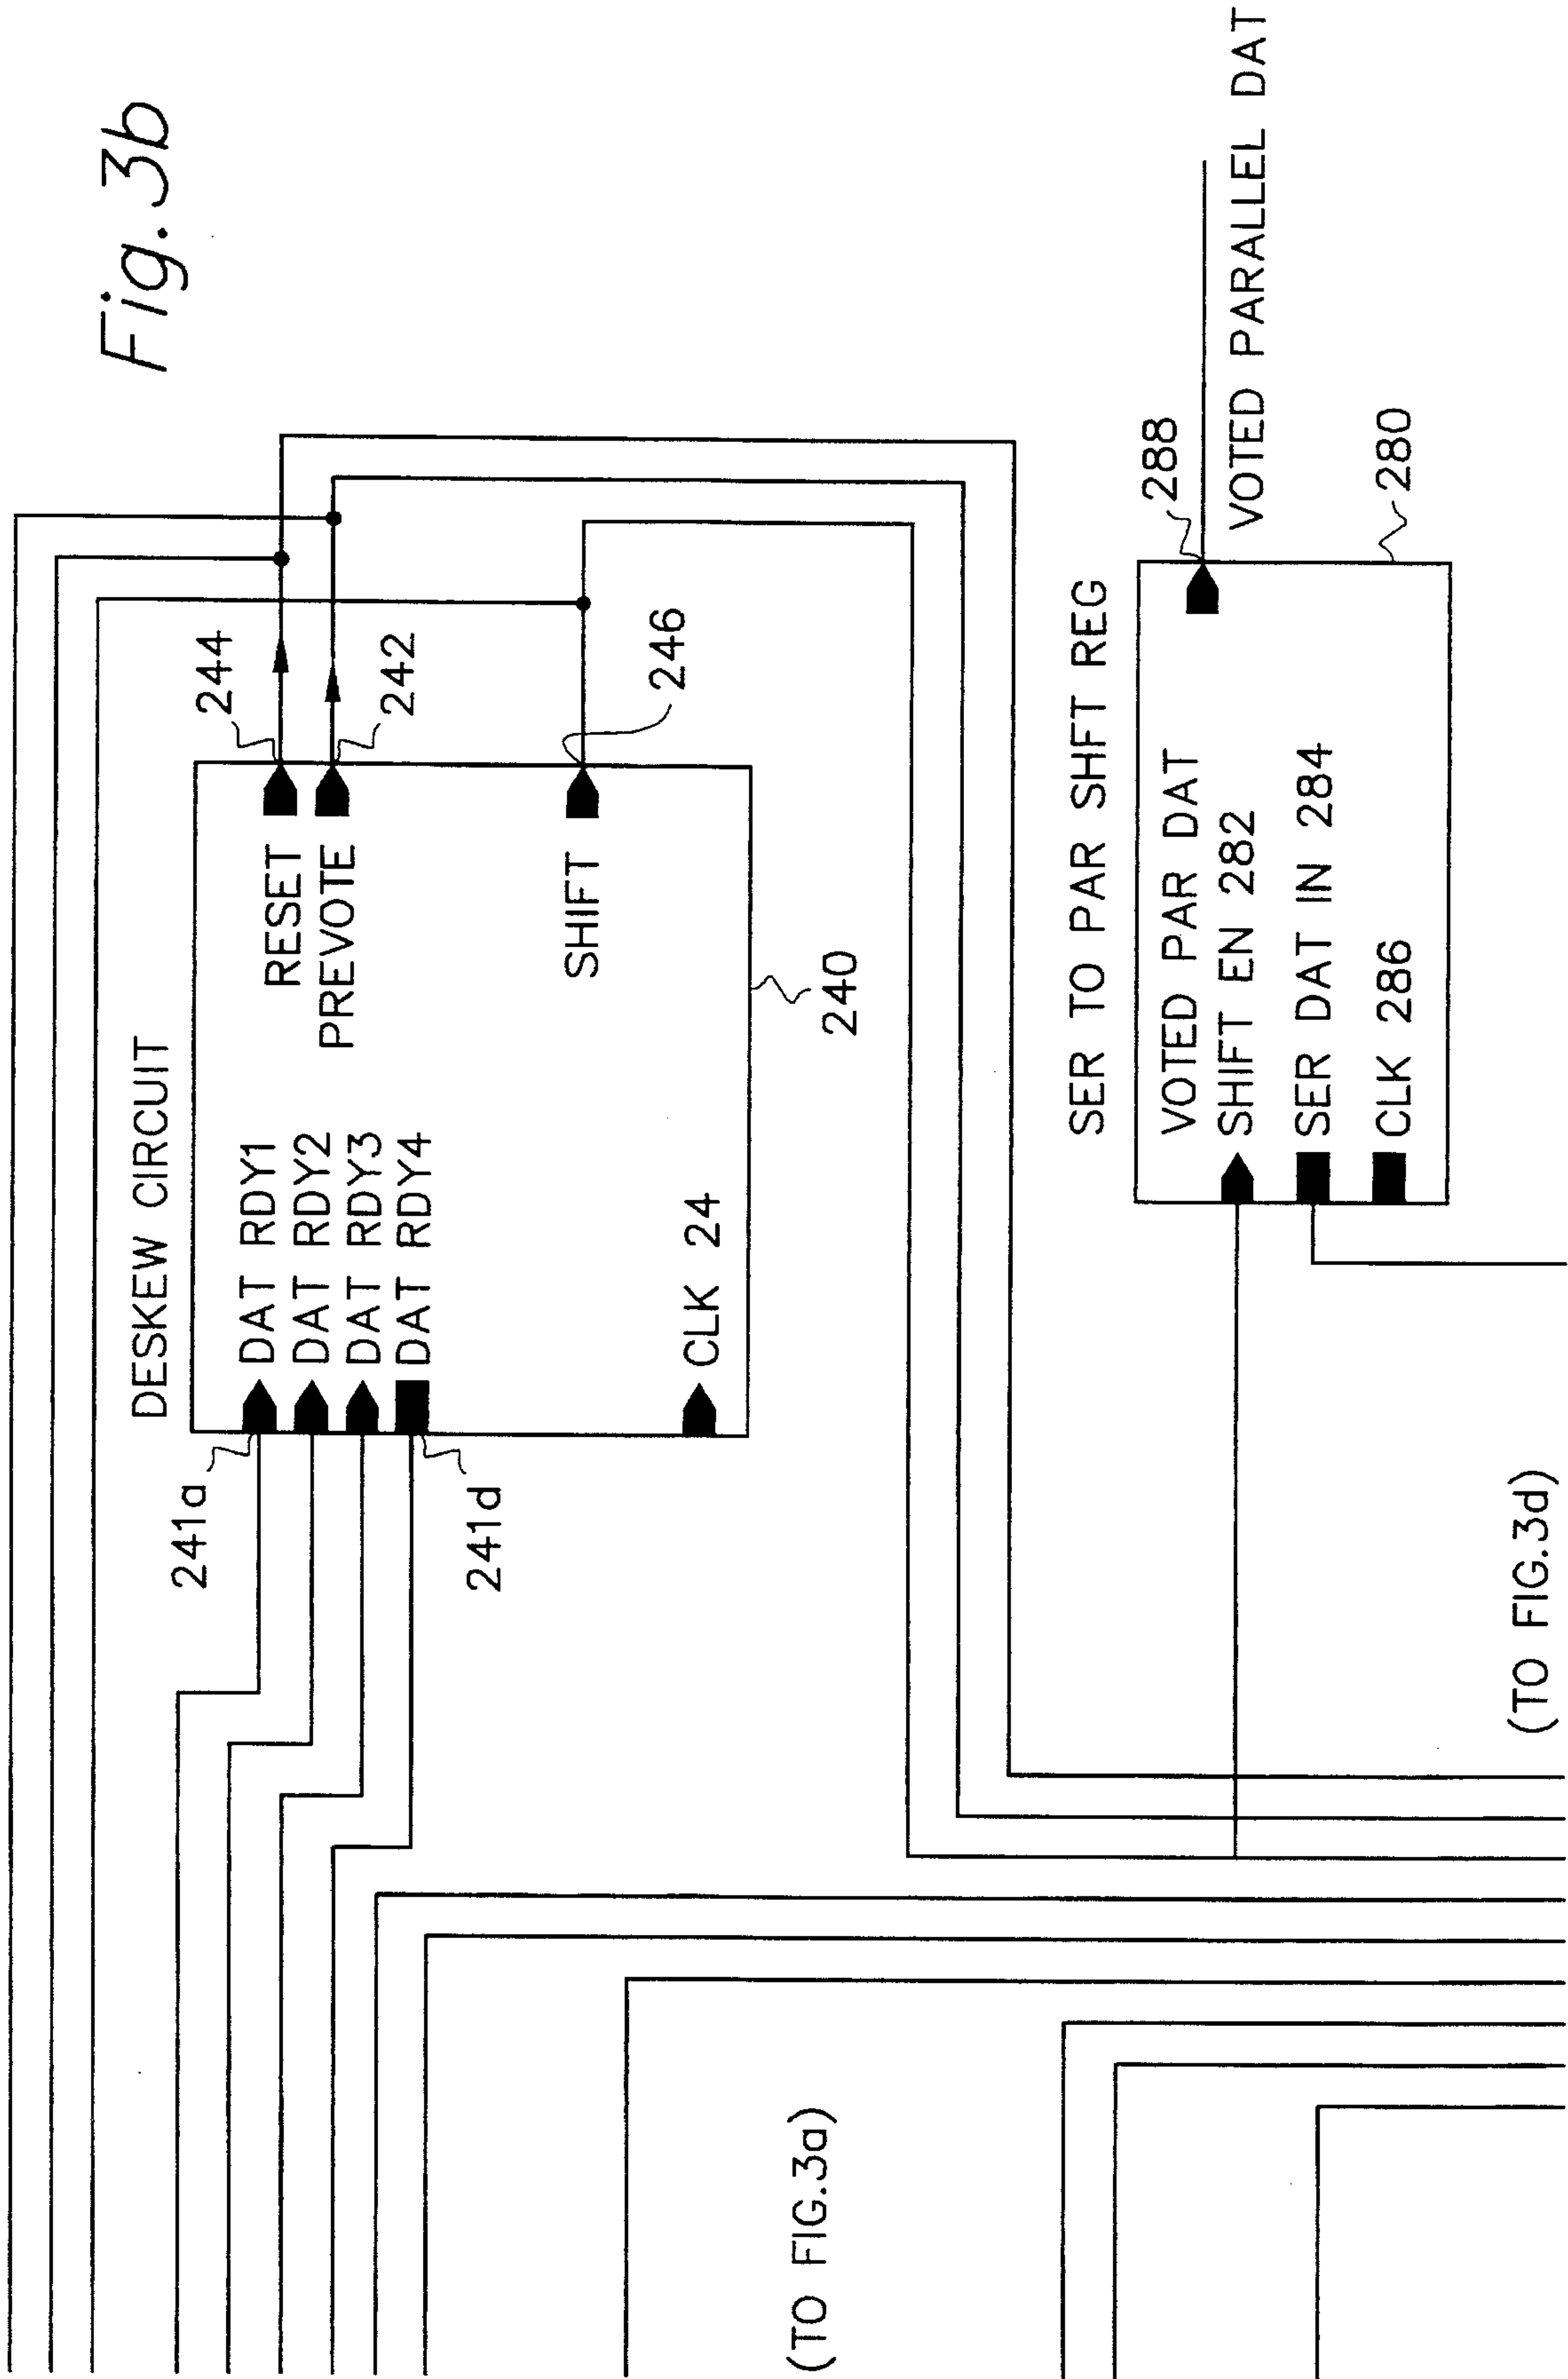 Fig.3b
DESKEW CIRCUIT
241a
DAT RDY1
DAT RDY2
DAT RDY3
DAT RDY4
241d
CLK 24
RESET
PREVOTE
SHIFT
244
242
246
240
(TO FIG.3a)
SER TO PAR SHFT REG
VOTED PAR DAT
SHIFT EN 282
SER DAT IN 284
CLK 286
288
VOTED PARALLEL DAT
280
(TO FIG.3d)